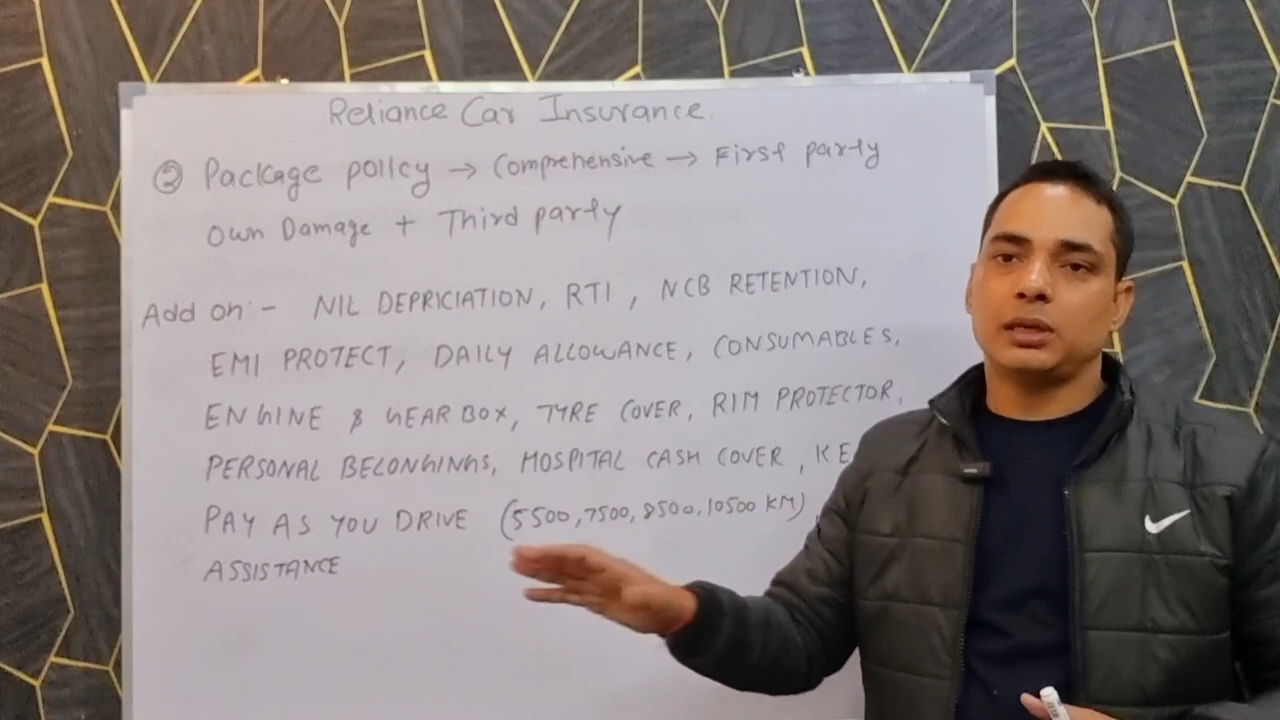 Reliance Car Insurance.
② Package policy → Comprehensive → First party
Own Damage + Third party
Add on :- NIL DEPRICIATION, RTI, NCB RETENTION,
EMI PROTECT, DAILY ALLOWANCE, CONSUMABLES,
ENGINE & GEAR BOX, TYRE COVER, RIM PROTECTOR,
PERSONAL BELONGINGS, HOSPITAL CASH COVER,
PAY AS YOU DRIVE (5500, 7500, 8500, 10500 KM)
ASSISTANCE